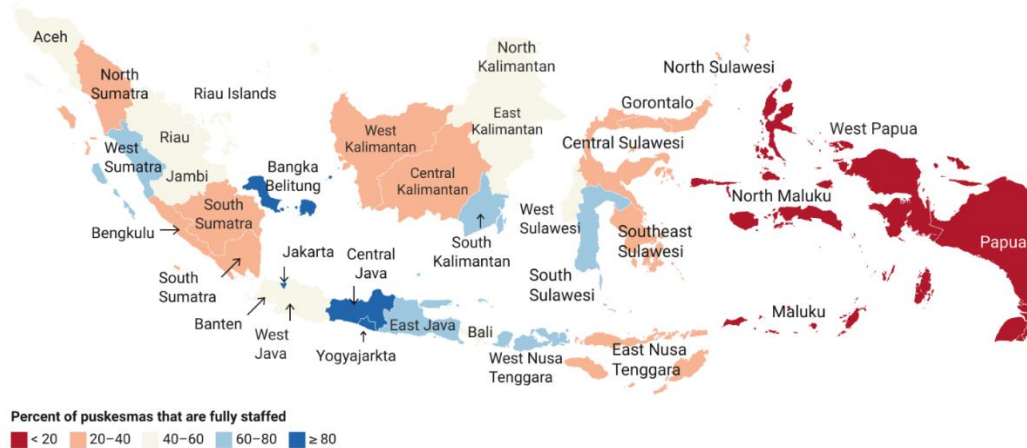 Aceh
North
Sumatra
Riau Islands
Riau
West
Sumatra
Jambi
Bangka
Belitung
South
Sumatra
Bengkulu
South
Sumatra
Jakarta
Banten
West
Java
Central
Java
Yogyajarkta
East Java
Bali
West Nusa
Tenggara
East Nusa
Tenggara
North
Kalimantan
East
Kalimantan
West
Kalimantan
Central
Kalimantan
South
Kalimantan
North Sulawesi
Gorontalo
Central Sulawesi
West
Sulawesi
Southeast
Sulawesi
South
Sulawesi
West Papua
North Maluku
Papua
Maluku
Percent of puskesmas that are fully staffed
< 20 20–40 40–60 60–80 ≥ 80